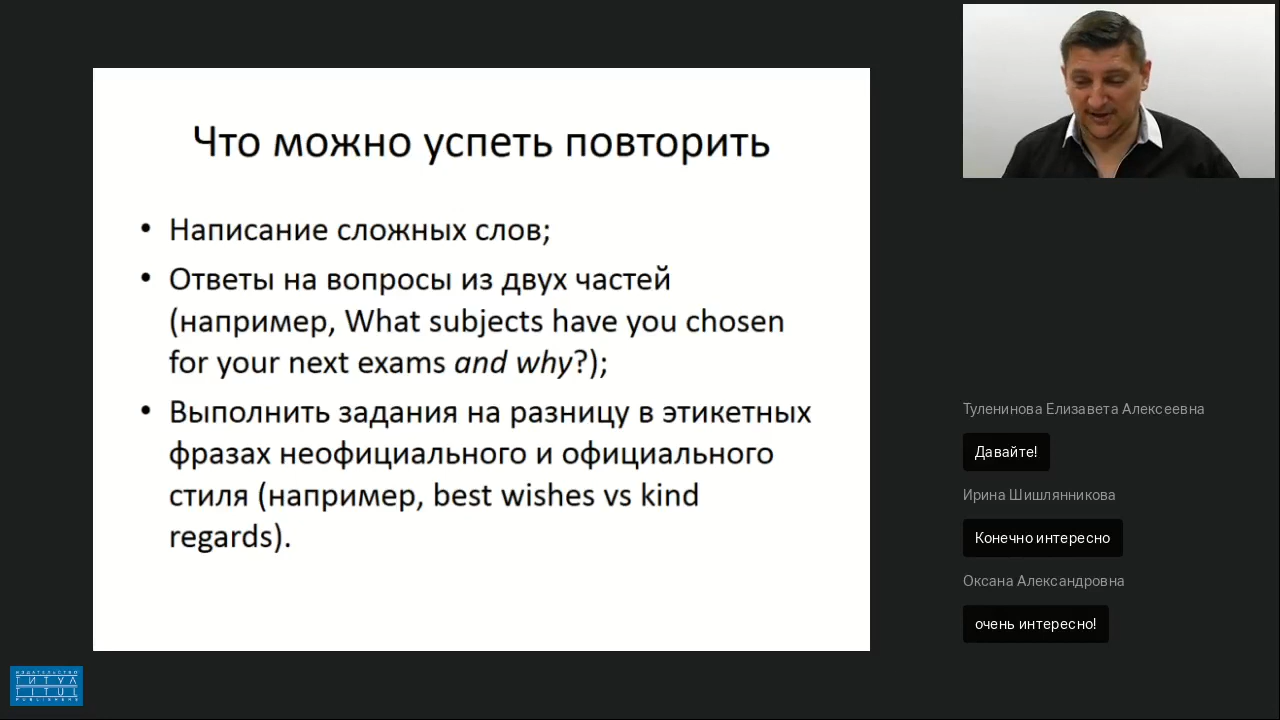 Что можно успеть повторить
• Написание сложных слов;
• Ответы на вопросы из двух частей
(например, What subjects have you chosen
for your next exams and why?);
• Выполнить задания на разницу в этикетных
фразах неофициального и официального
стиля (например, best wishes vs kind
regards).
Туленинова Елизавета Алексеевна
Давайте!
Ирина Шишлянникова
Конечно интересно
Оксана Александровна
очень интересно!
ИЗДАТЕЛЬСТВО
ТИТУЛ
TITUL
PUBLISHERS